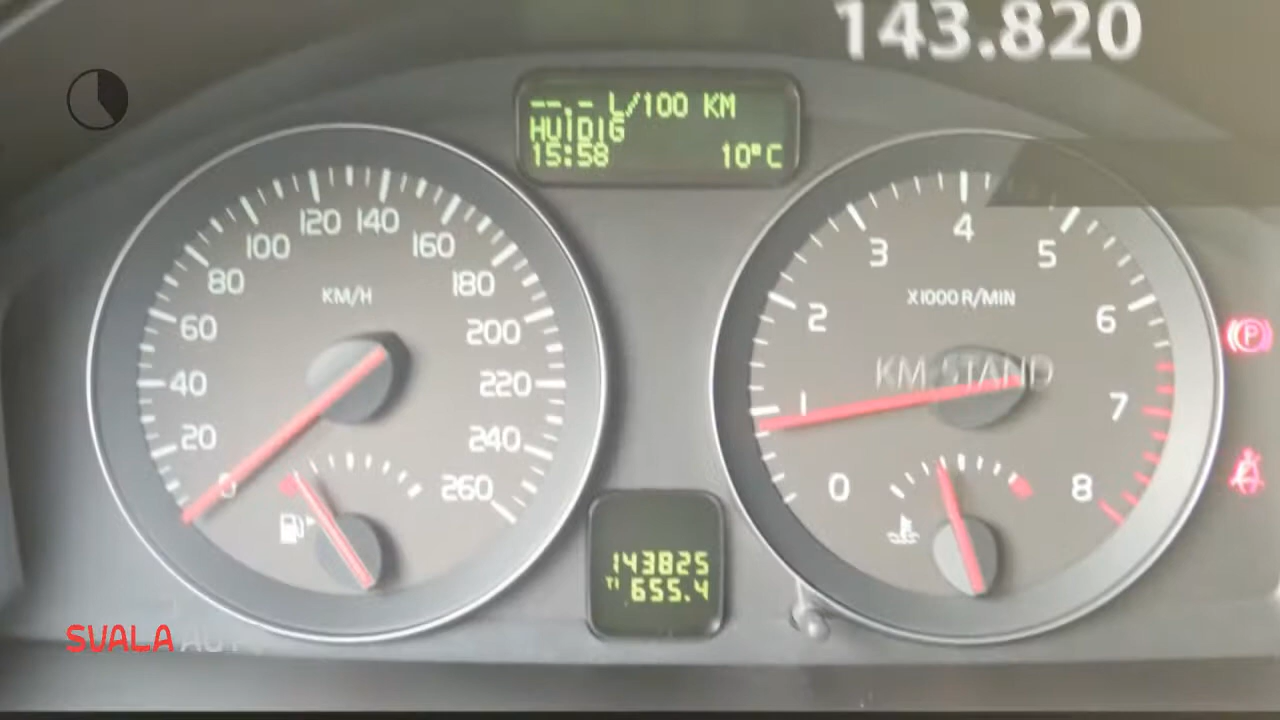 143.820
--.- L/100 KM
HUIDIG
15:58 10°C
120 140
100 160
80 180
60 200
40 220
20 240
0 260
KM/H
4
3 5
2 6
1 7
0 8
X1000 R/MIN
KM STAND
P
143825
T1 655.4
SVALA AUT